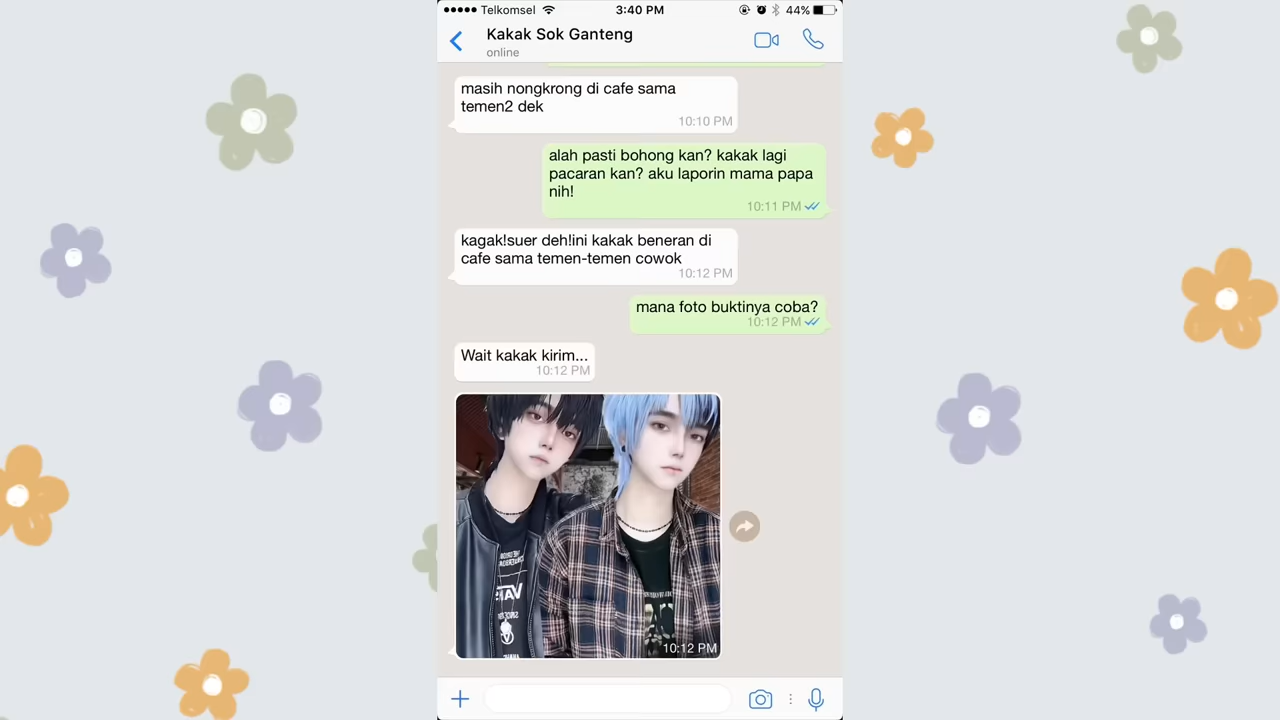 Telkomsel 3:40 PM 44%
Kakak Sok Ganteng
online
masih nongkrong di cafe sama
temen2 dek
10:10 PM
alah pasti bohong kan? kakak lagi
pacaran kan? aku laporin mama papa
nih!
10:11 PM
kagak!suer deh!ini kakak beneran di
cafe sama temen-temen cowok
10:12 PM
mana foto buktinya coba?
10:12 PM
Wait kakak kirim...
10:12 PM
10:12 PM